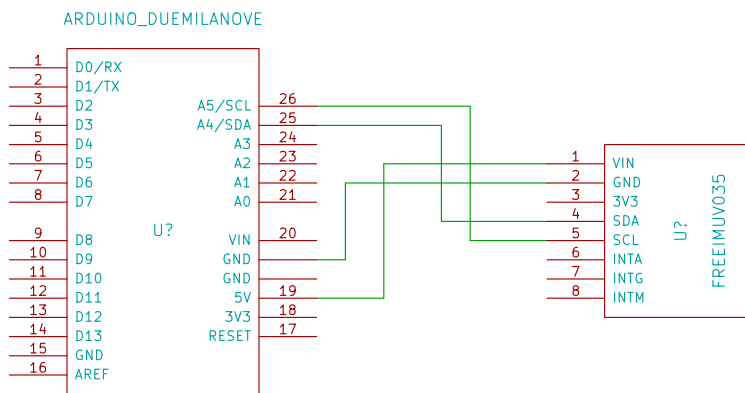 ARDUINO_DUEMILANOVE
1 D0/RX
2 D1/TX
3 D2
4 D3
5 D4
6 D5
7 D6
8 D7
9 D8
10 D9
11 D10
12 D11
13 D12
14 D13
15 GND
16 AREF
U?
A5/SCL 26
A4/SDA 25
A3 24
A2 23
A1 22
A0 21
VIN 20
GND
GND
5V 19
3V3 18
RESET 17
1 VIN
2 GND
3 3V3
4 SDA
5 SCL
6 INTA
7 INTG
8 INTM
U?
FREEIMUV035